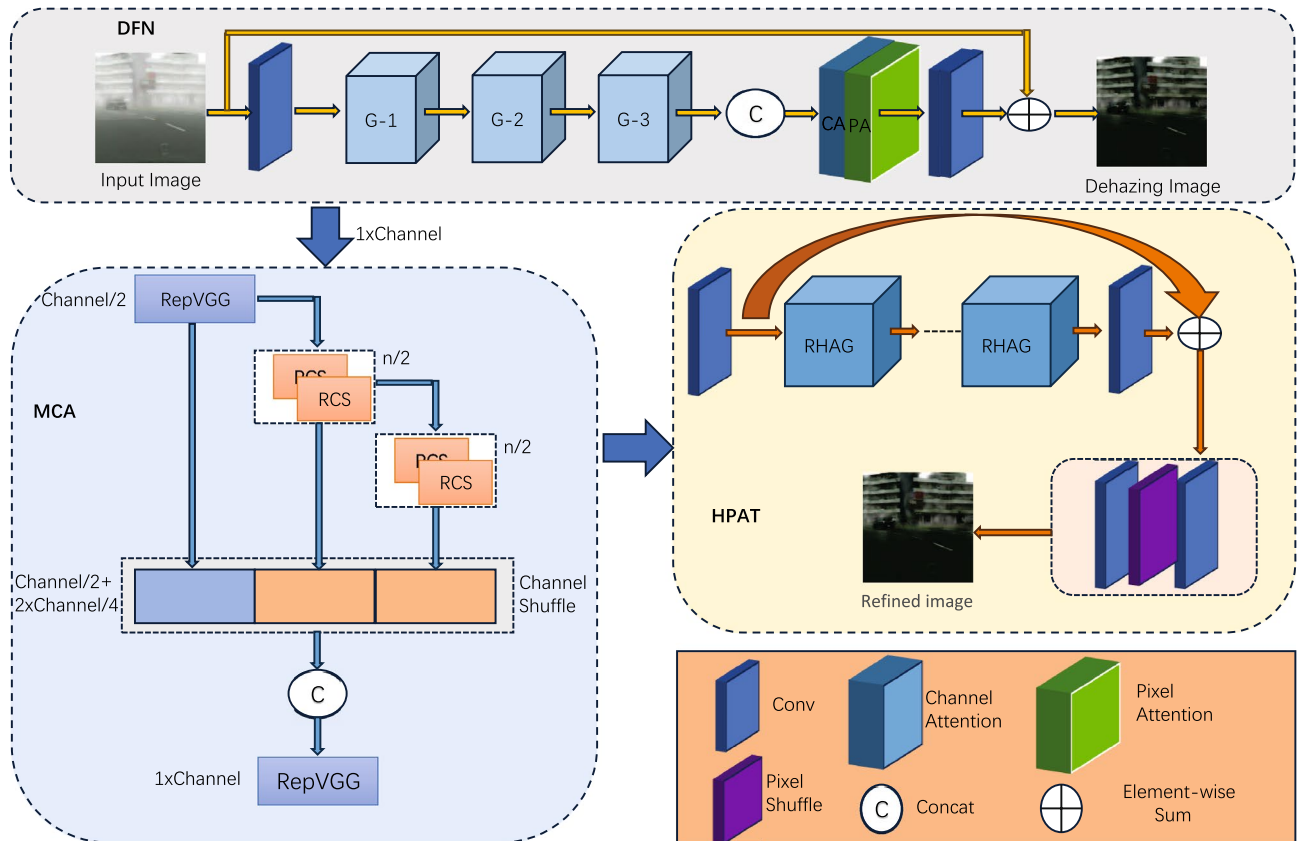 DFN
G-1
G-2
G-3
C
CA
PA
Input Image
Dehazing Image
1xChannel
Channel/2
RepVGG
n/2
RCS
RCS
MCA
n/2
RCS
RCS
Channel/2+
2xChannel/4
Channel
Shuffle
C
1xChannel
RepVGG
RHAG
RHAG
HPAT
Refined image
Conv
Channel
Attention
Pixel
Attention
Pixel
Shuffle
C
Concat
Element-wise
Sum